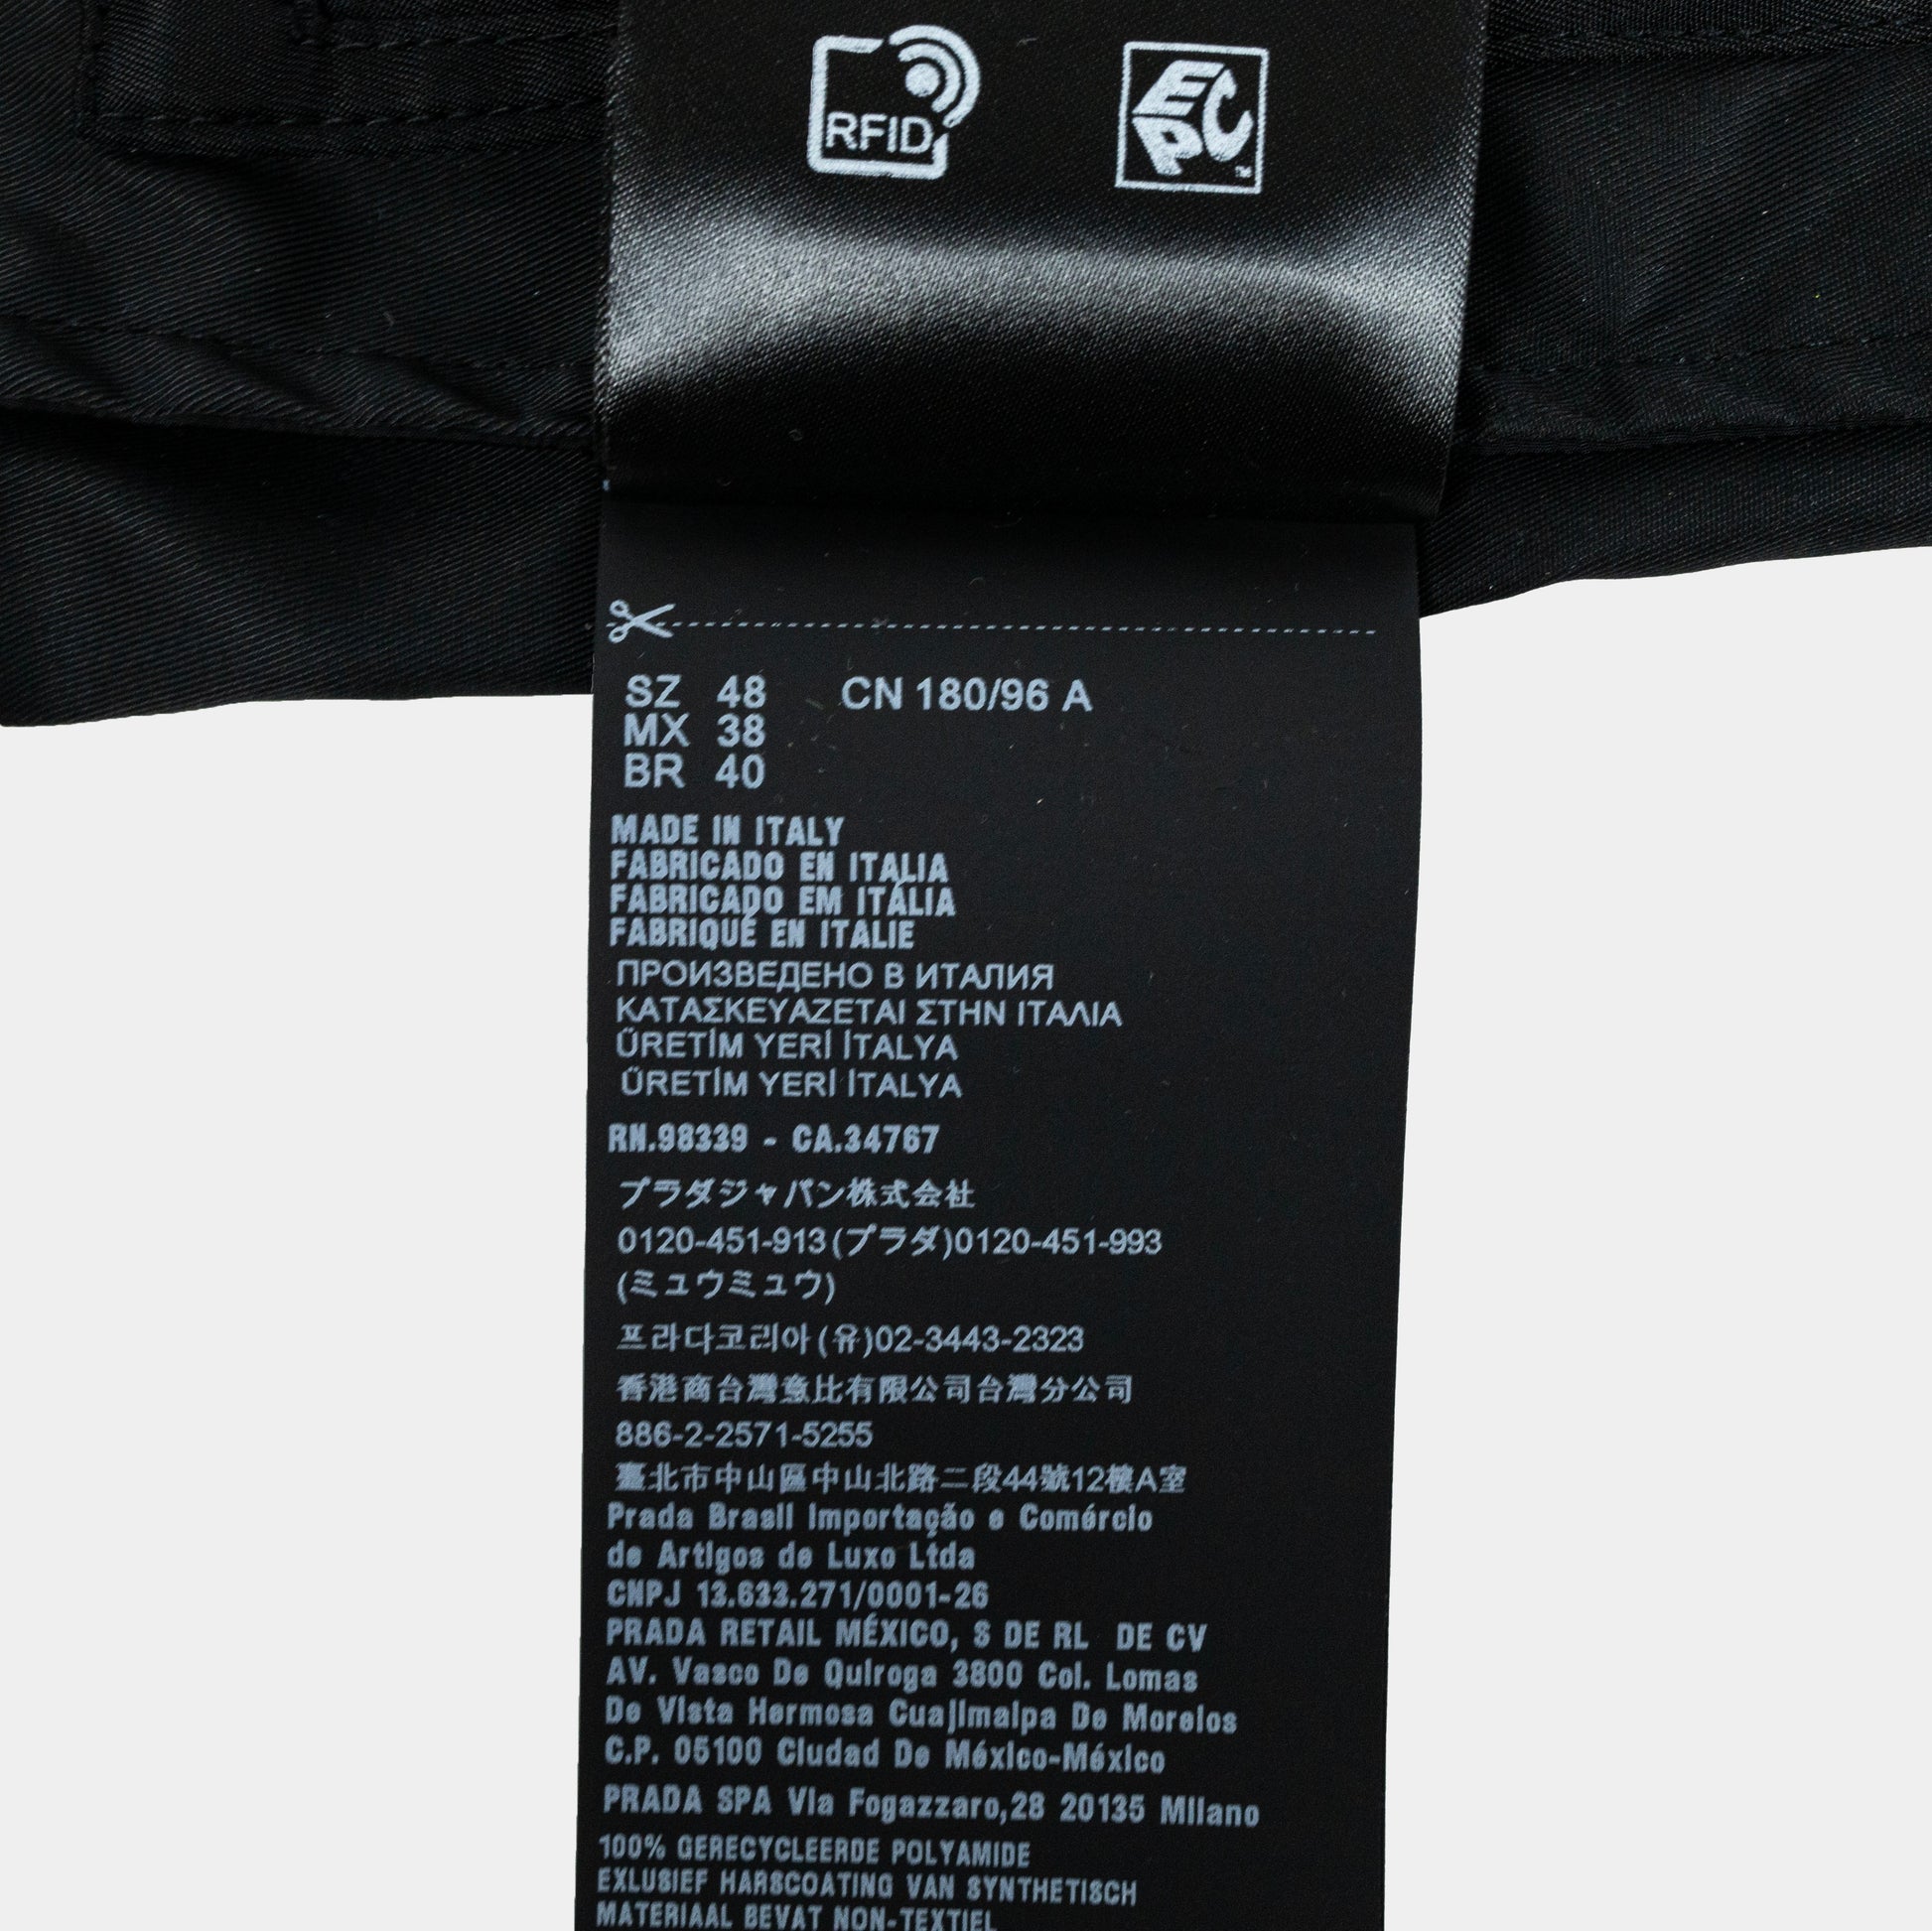 RFID
EPC™
SZ 48 CN 180/96 A
MX 38
BR 40
MADE IN ITALY
FABRICADO EN ITALIA
FABRICADO EM ITÁLIA
FABRIQUÉ EN ITALIE
ПРОИЗВЕДЕНО В ИТАЛИЯ
ΚΑΤΑΣΚΕΥΑΖΕΤΑΙ ΣΤΗΝ ΙΤΑΛΙΑ
ÜRETİM YERİ İTALYA
ÜRETİM YERİ İTALYA
RN.98339 - CA.34767
プラダジャパン株式会社
0120-451-913(プラダ)0120-451-993
(ミュウミュウ)
프라다코리아(유)02-3443-2323
香港商台灣意比有限公司台灣分公司
886-2-2571-5255
臺北市中山區中山北路二段44號12樓A室
Prada Brasil Importação e Comércio
de Artigos de Luxo Ltda
CNPJ 13.633.271/0001-26
PRADA RETAIL MÉXICO, S DE RL DE CV
AV. Vasco De Quiroga 3800 Col. Lomas
De Vista Hermosa Cuajimalpa De Morelos
C.P. 05100 Ciudad De México-México
PRADA SPA Via Fogazzaro,28 20135 Milano
100% GERECYCLEERDE POLYAMIDE
EXLUSIEF HARSCOATING VAN SYNTHETISCH
MATERIAAL BEVAT NON-TEXTIEL